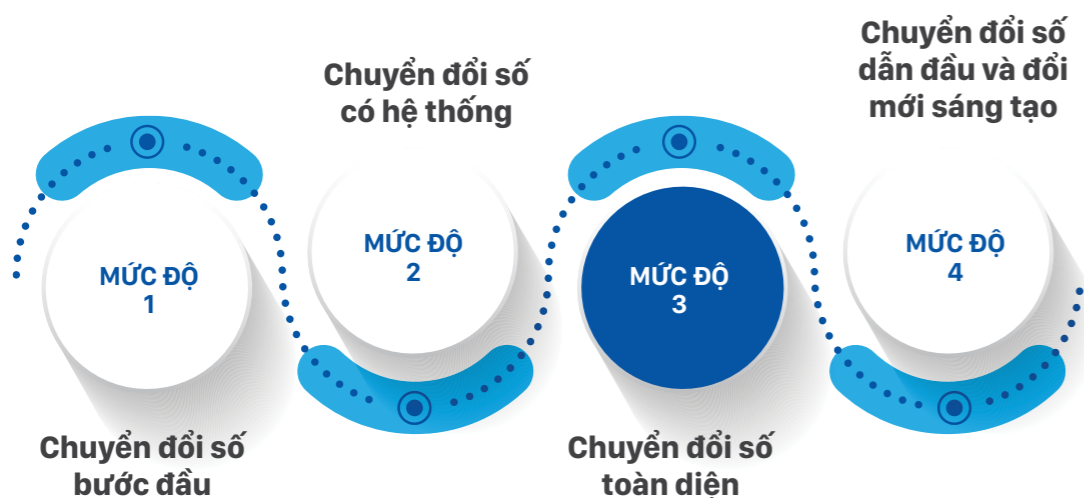 MỨC ĐỘ
1
Chuyển đổi số
bước đầu
Chuyển đổi số
có hệ thống
MỨC ĐỘ
2
MỨC ĐỘ
3
Chuyển đổi số
toàn diện
Chuyển đổi số
dẫn đầu và đổi
mới sáng tạo
MỨC ĐỘ
4